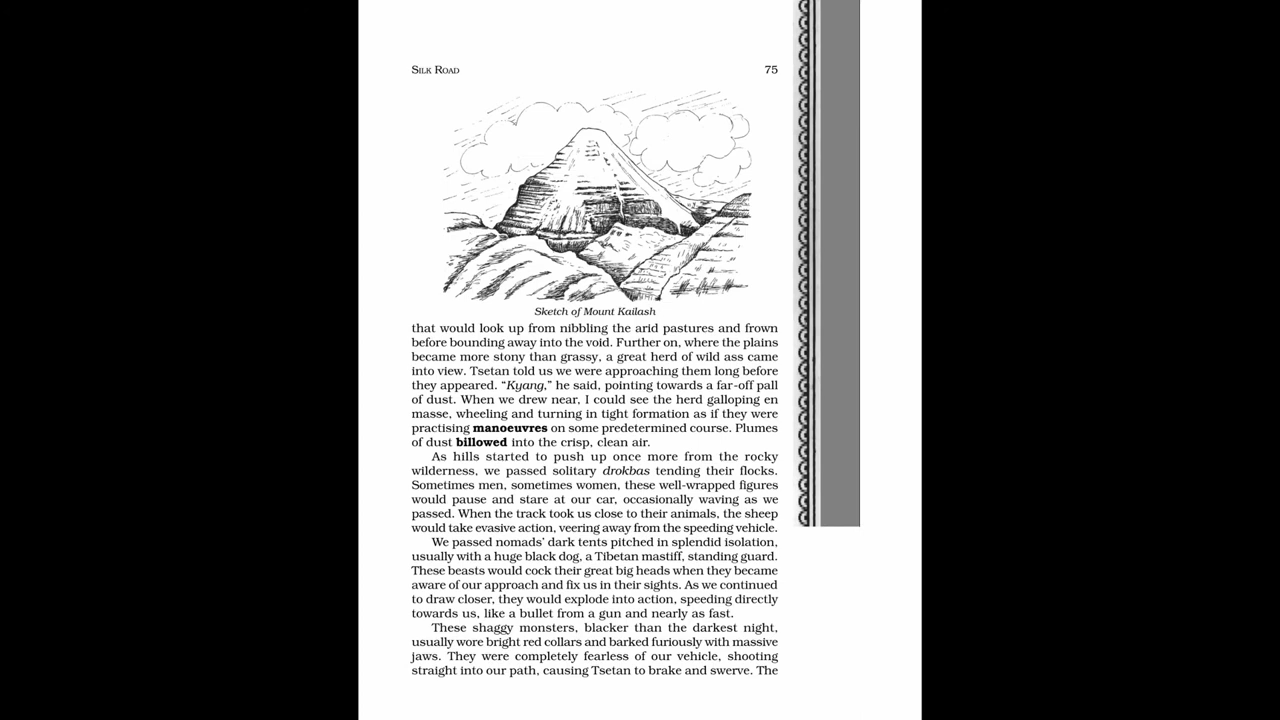 SILK ROAD 75
Sketch of Mount Kailash
that would look up from nibbling the arid pastures and frown
before bounding away into the void. Further on, where the plains
became more stony than grassy, a great herd of wild ass came
into view. Tsetan told us we were approaching them long before
they appeared. “Kyang,” he said, pointing towards a far-off pall
of dust. When we drew near, I could see the herd galloping en
masse, wheeling and turning in tight formation as if they were
practising manoeuvres on some predetermined course. Plumes
of dust billowed into the crisp, clean air.
As hills started to push up once more from the rocky
wilderness, we passed solitary drokbas tending their flocks.
Sometimes men, sometimes women, these well-wrapped figures
would pause and stare at our car, occasionally waving as we
passed. When the track took us close to their animals, the sheep
would take evasive action, veering away from the speeding vehicle.
We passed nomads’ dark tents pitched in splendid isolation,
usually with a huge black dog, a Tibetan mastiff, standing guard.
These beasts would cock their great big heads when they became
aware of our approach and fix us in their sights. As we continued
to draw closer, they would explode into action, speeding directly
towards us, like a bullet from a gun and nearly as fast.
These shaggy monsters, blacker than the darkest night,
usually wore bright red collars and barked furiously with massive
jaws. They were completely fearless of our vehicle, shooting
straight into our path, causing Tsetan to brake and swerve. The